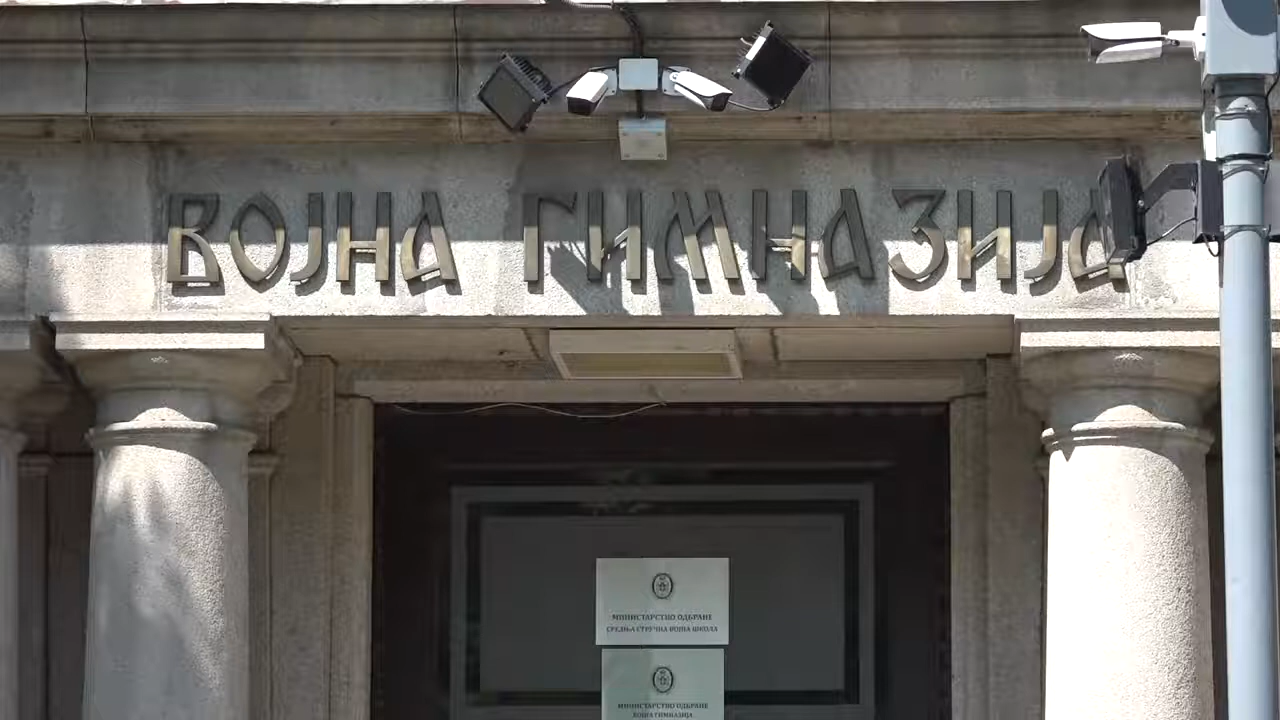 ВОЈНА ГИМНАЗИЈА
МИНИСТАРСТВО ОДБРАНЕ
СРЕДЊА СТРУЧНА ВОЈНА ШКОЛА
МИНИСТАРСТВО ОДБРАНЕ
ВОЈНА ГИМНАЗИЈА